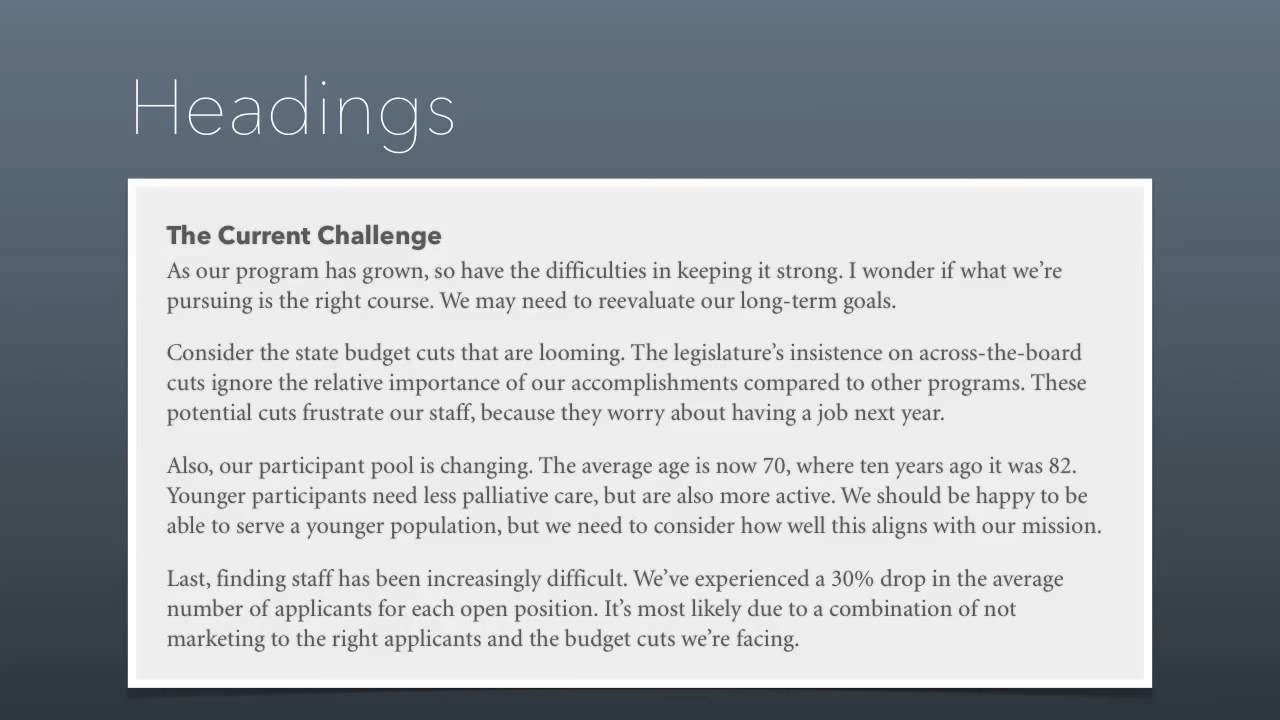 Headings
The Current Challenge
As our program has grown, so have the difficulties in keeping it strong. I wonder if what we’re
pursuing is the right course. We may need to reevaluate our long-term goals.
Consider the state budget cuts that are looming. The legislature’s insistence on across-the-board
cuts ignore the relative importance of our accomplishments compared to other programs. These
potential cuts frustrate our staff, because they worry about having a job next year.
Also, our participant pool is changing. The average age is now 70, where ten years ago it was 82.
Younger participants need less palliative care, but are also more active. We should be happy to be
able to serve a younger population, but we need to consider how well this aligns with our mission.
Last, finding staff has been increasingly difficult. We’ve experienced a 30% drop in the average
number of applicants for each open position. It’s most likely due to a combination of not
marketing to the right applicants and the budget cuts we’re facing.